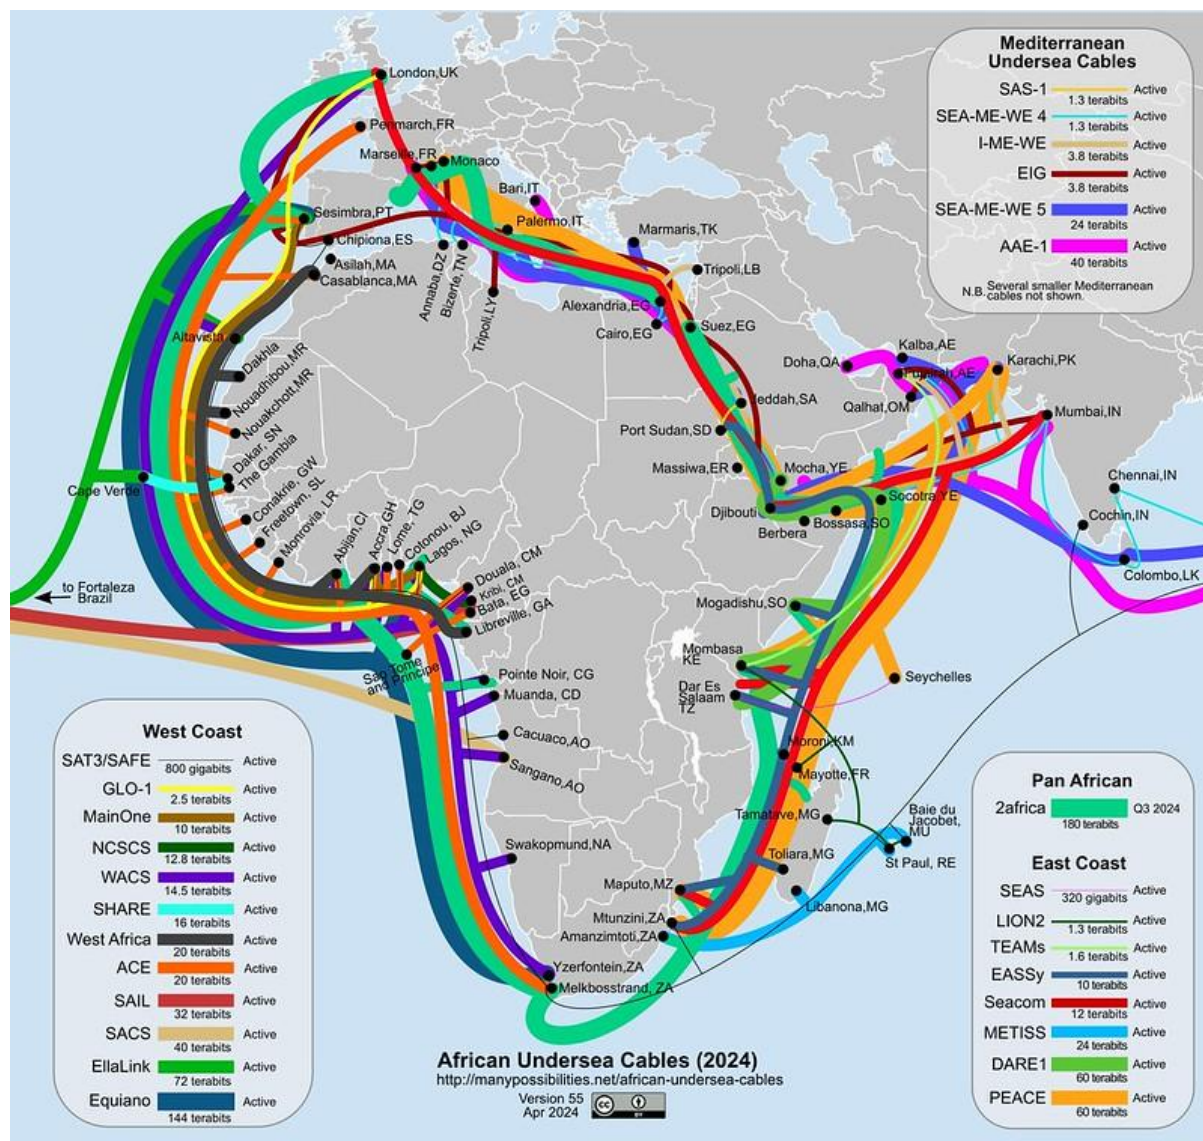 Mediterranean
Undersea Cables
SAS-1 Active
1.3 terabits
SEA-ME-WE 4 Active
1.3 terabits
I-ME-WE Active
3.8 terabits
EIG Active
3.8 terabits
SEA-ME-WE 5 Active
24 terabits
AAE-1 Active
40 terabits
N.B. Several smaller Mediterranean
cables not shown.
London,UK
Penmarch,FR
Marseille,FR
Monaco
Bari,IT
Sesimbra,PT
Palermo,IT
Marmaris,TK
Chipiona,ES
Asilah,MA
Casablanca,MA
Annaba,DZ
Bizerte,TN
Tripoli,LY
Tripoli,LB
Alexandria,EG
Cairo,EG
Suez,EG
Altavista
Dakhla
Nouadhibou,MR
Nouakchott,MR
Dakar, SN
The Gambia
Cape Verde
Conakrie, GW
Freetown, SL
Monrovia, LR
Abijan,CI
Accra,GH
Lome, TG
Cotonou, BJ
Lagos, NG
Douala, CM
Kribi, CM
Bata, EG
Libreville, GA
Doha,QA
Kalba,AE
Fujairah,AE
Qalhat,OM
Karachi,PK
Mumbai,IN
Jeddah,SA
Port Sudan,SD
Massiwa,ER
Mocha,YE
Djibouti
Berbera
Bossasa,SO
Socotra,YE
Chennai,IN
Cochin,IN
Colombo,LK
to Fortaleza
Brazil
Sao Tome
and Principe
Pointe Noir, CG
Muanda, CD
Cacuaco,AO
Sangano,AO
Swakopmund,NA
Yzerfontein,ZA
Melkbosstrand, ZA
Mogadishu,SO
Mombasa
KE
Dar Es
Salaam
TZ
Seychelles
Moroni,KM
Mayotte,FR
Tamatave,MG
Baie du
Jacobet,
MU
St Paul, RE
Toliara,MG
Libanona,MG
Maputo,MZ
Mtunzini,ZA
Amanzimtoti,ZA
West Coast
SAT3/SAFE Active
800 gigabits
GLO-1 Active
2.5 terabits
MainOne Active
10 terabits
NCSCS Active
12.8 terabits
WACS Active
14.5 terabits
SHARE Active
16 terabits
West Africa Active
20 terabits
ACE Active
20 terabits
SAIL Active
32 terabits
SACS Active
40 terabits
EllaLink Active
72 terabits
Equiano Active
144 terabits
Pan African
2africa Q3 2024
180 terabits
East Coast
SEAS Active
320 gigabits
LION2 Active
1.3 terabits
TEAMs Active
1.6 terabits
EASSy Active
10 terabits
Seacom Active
12 terabits
METISS Active
24 terabits
DARE1 Active
60 terabits
PEACE Active
60 terabits
African Undersea Cables (2024)
http://manypossibilities.net/african-undersea-cables
Version 55
Apr 2024
cc
BY